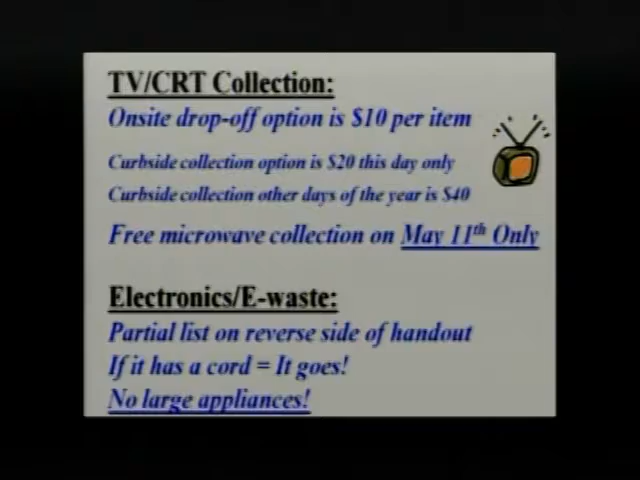 TV/CRT Collection:
Onsite drop-off option is $10 per item
Curbside collection option is $20 this day only
Curbside collection other days of the year is $40
Free microwave collection on May 11th Only
Electronics/E-waste:
Partial list on reverse side of handout
If it has a cord = It goes!
No large appliances!